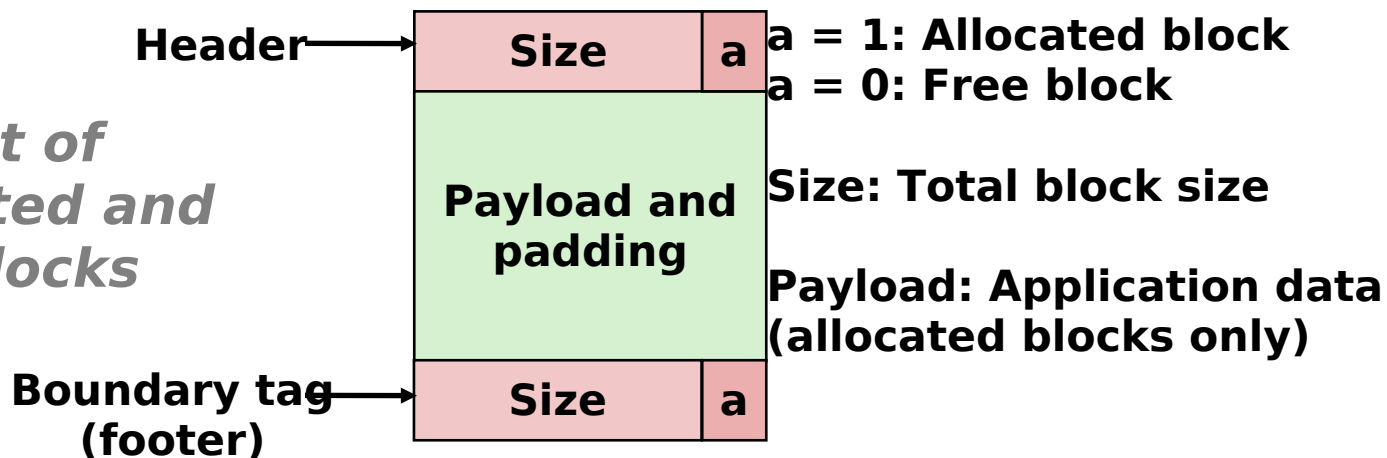 Header
Size
a
a = 1: Allocated block
a = 0: Free block
t of
ted and
locks
Payload and
padding
Size: Total block size
Payload: Application data
(allocated blocks only)
Boundary tag
(footer)
Size
a